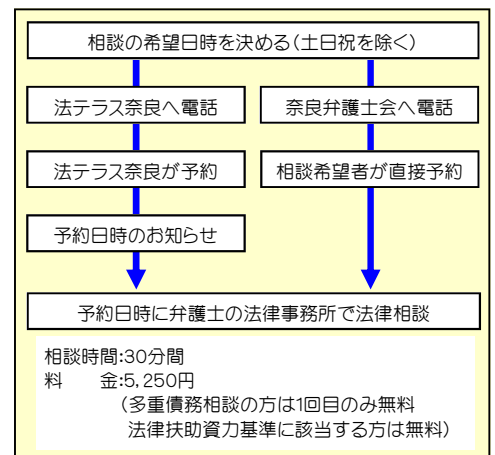 相談の希望日時を決める(土日祝を除く)
法テラス奈良へ電話
奈良弁護士会へ電話
法テラス奈良が予約
相談希望者が直接予約
予約日時のお知らせ
予約日時に弁護士の法律事務所で法律相談
相談時間:30分間
料　　金:5,250円
(多重債務相談の方は1回目のみ無料
法律扶助資力基準に該当する方は無料)